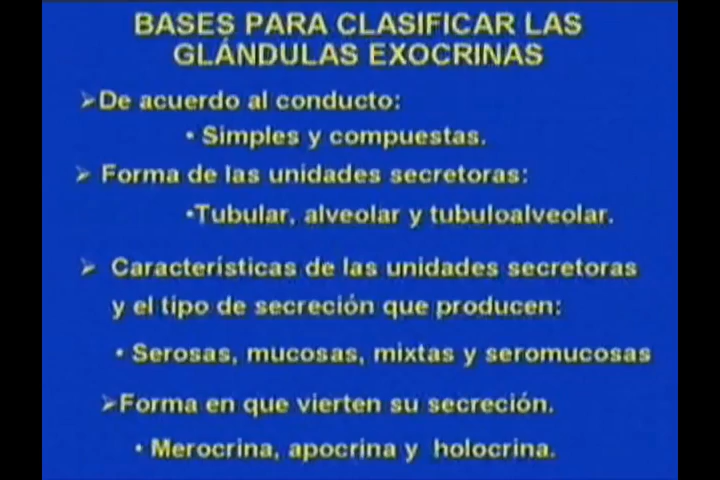 BASES PARA CLASIFICAR LAS
GLÁNDULAS EXOCRINAS
➢De acuerdo al conducto:
• Simples y compuestas.
➢ Forma de las unidades secretoras:
•Tubular, alveolar y tubuloalveolar.
➢ Características de las unidades secretoras
y el tipo de secreción que producen:
• Serosas, mucosas, mixtas y seromucosas
➢Forma en que vierten su secreción.
• Merocrina, apocrina y holocrina.